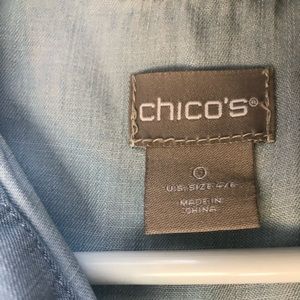 chico's®
0
U.S. SIZE 4/6
MADE IN
CHINA